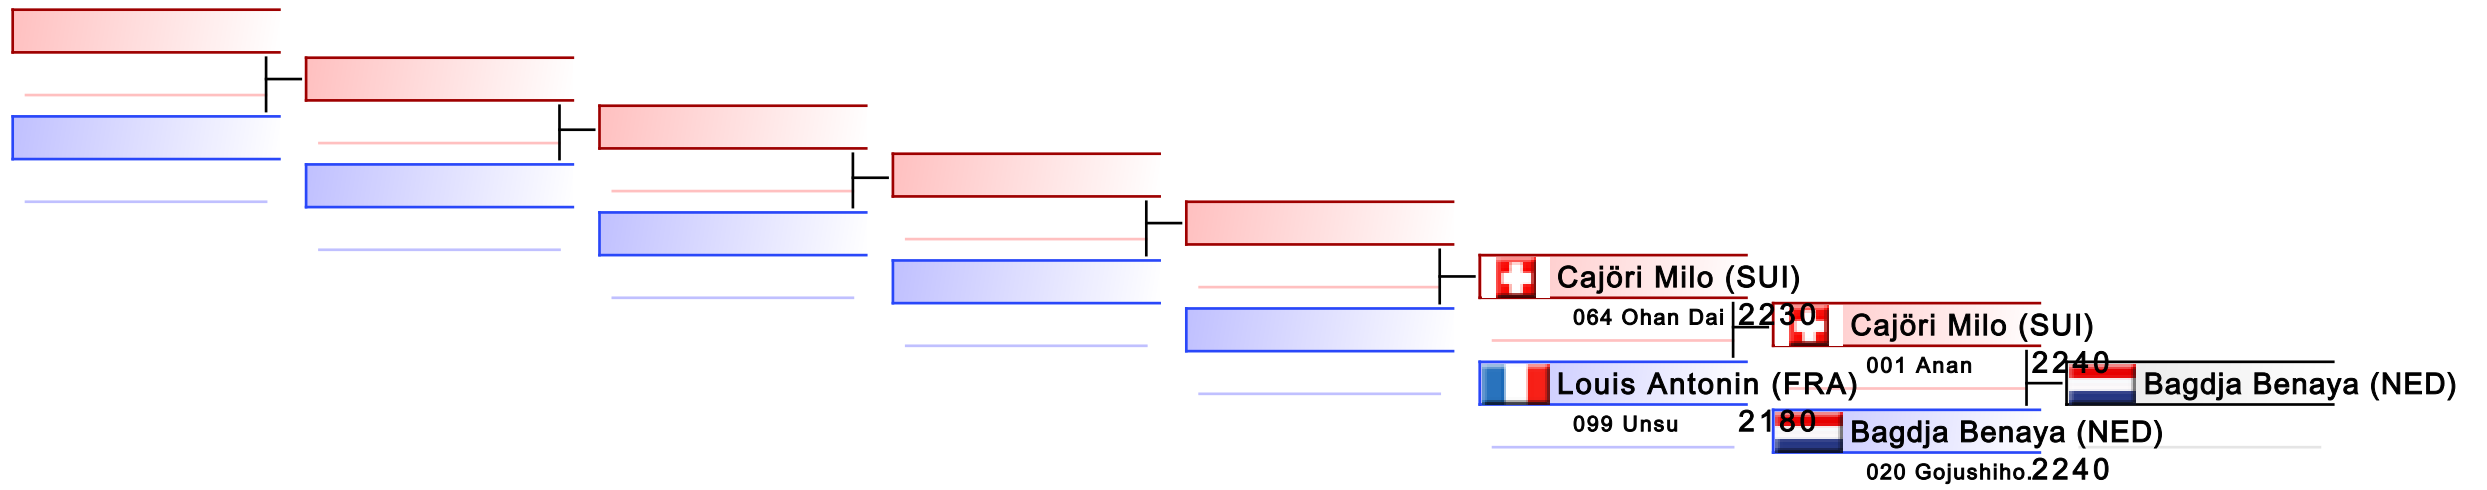 Cajöri Milo (SUI)
064 Ohan Dai 2230
Louis Antonin (FRA)
099 Unsu 2180
Cajöri Milo (SUI)
001 Anan 2240
Bagdja Benaya (NED)
020 Gojushiho. 2240
Bagdja Benaya (NED)